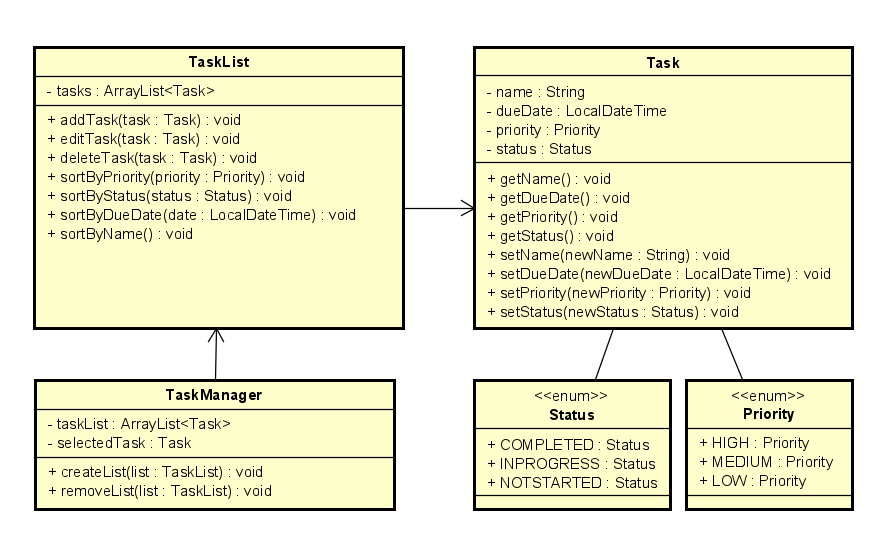 TaskList
- tasks : ArrayList<Task>
+ addTask(task : Task) : void
+ editTask(task : Task) : void
+ deleteTask(task : Task) : void
+ sortByPriority(priority : Priority) : void
+ sortByStatus(status : Status) : void
+ sortByDueDate(date : LocalDateTime) : void
+ sortByName() : void
Task
- name : String
- dueDate : LocalDateTime
- priority : Priority
- status : Status
+ getName() : void
+ getDueDate() : void
+ getPriority() : void
+ getStatus() : void
+ setName(newName : String) : void
+ setDueDate(newDueDate : LocalDateTime) : void
+ setPriority(newPriority : Priority) : void
+ setStatus(newStatus : Status) : void
TaskManager
- taskList : ArrayList<Task>
- selectedTask : Task
+ createList(list : TaskList) : void
+ removeList(list : TaskList) : void
<<enum>>
Status
+ COMPLETED : Status
+ INPROGRESS : Status
+ NOTSTARTED : Status
<<enum>>
Priority
+ HIGH : Priority
+ MEDIUM : Priority
+ LOW : Priority